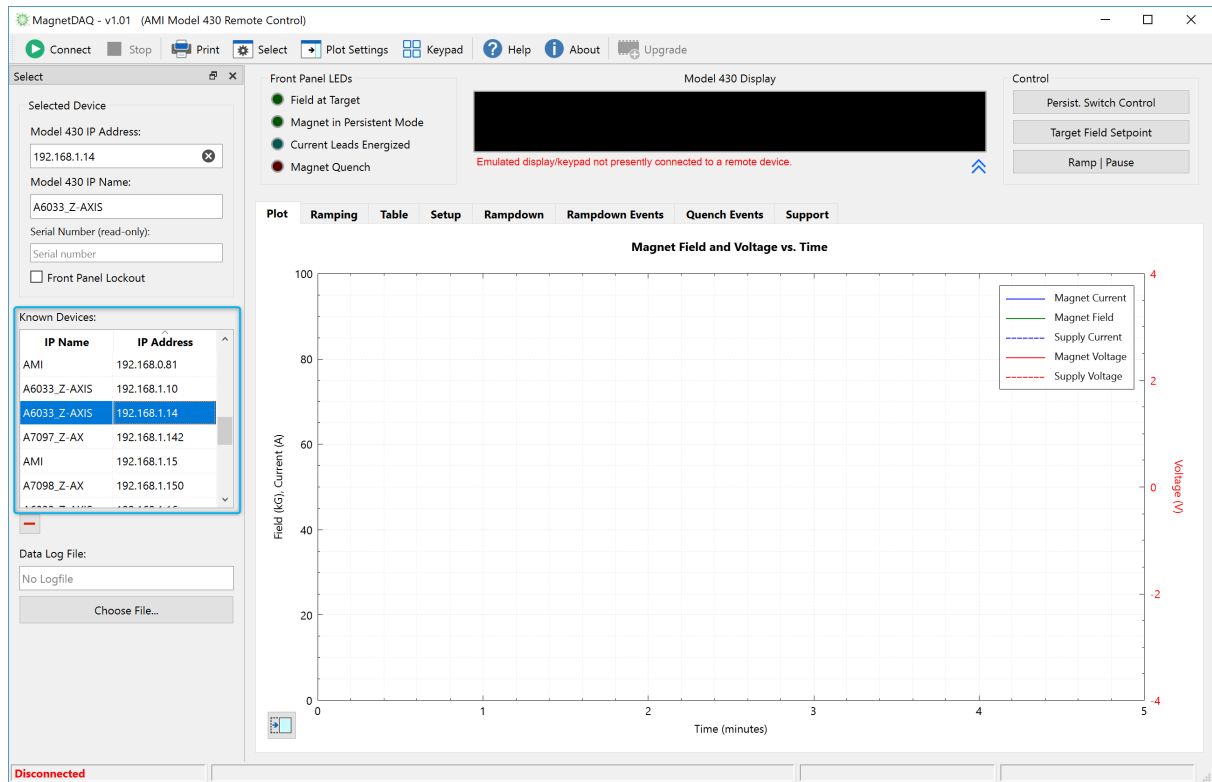 MagnetDAQ - v1.01   (AMI Model 430 Remote Control)
Connect Stop Print Select Plot Settings Keypad Help About Upgrade
Select
Selected Device
Model 430 IP Address:
192.168.1.14
Model 430 IP Name:
A6033_Z-AXIS
Serial Number (read-only):
Serial number
Front Panel Lockout
Known Devices:
IP Name IP Address
AMI 192.168.0.81
A6033_Z-AXIS 192.168.1.10
A6033_Z-AXIS 192.168.1.14
A7097_Z-AX 192.168.1.142
AMI 192.168.1.15
A7098_Z-AX 192.168.1.150
Data Log File:
No Logfile
Choose File...
Front Panel LEDs
Field at Target
Magnet in Persistent Mode
Current Leads Energized
Magnet Quench
Model 430 Display
Emulated display/keypad not presently connected to a remote device.
Control
Persist. Switch Control
Target Field Setpoint
Ramp | Pause
Plot Ramping Table Setup Rampdown Rampdown Events Quench Events Support
Magnet Field and Voltage vs. Time
Field (kG), Current (A)
100
80
60
40
20
0
Magnet Current
Magnet Field
Supply Current
Magnet Voltage
Supply Voltage
4
2
0
-2
-4
Voltage (V)
0 1 2 3 4 5
Time (minutes)
Disconnected